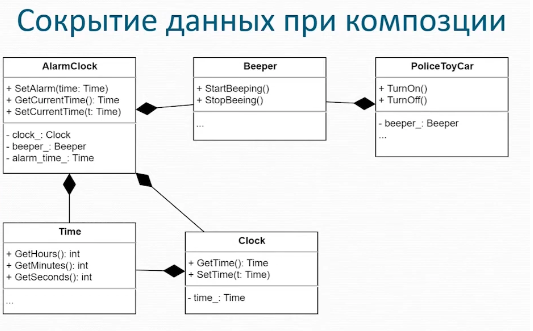 Сокрытие данных при композции
AlarmClock
+ SetAlarm(time: Time)
+ GetCurrentTime(): Time
+ SetCurrentTime(t: Time)
- clock_: Clock
- beeper_: Beeper
- alarm_time_: Time
Beeper
+ StartBeeping()
+ StopBeeing()
...
PoliceToyCar
+ TurnOn()
+ TurnOff()
- beeper_: Beeper
...
Time
+ GetHours(): int
+ GetMinutes(): int
+ GetSeconds(): int
...
Clock
+ GetTime(): Time
+ SetTime(t: Time)
- time_: Time